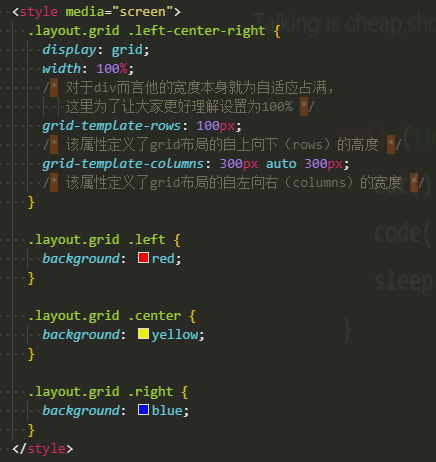 <style media="screen">
.layout.grid .left-center-right {
display: grid;
width: 100%;
/* 对于div而言他的宽度本身就为自适应占满，
这里为了让大家更好理解设置为100% */
grid-template-rows: 100px;
/* 该属性定义了grid布局的自上向下（rows）的高度 */
grid-template-columns: 300px auto 300px;
/* 该属性定义了grid布局的自左向右（columns）的宽度 */
}
.layout.grid .left {
background: red;
}
.layout.grid .center {
background: yellow;
}
.layout.grid .right {
background: blue;
}
</style>
Talking is cheap,sho
code(
sleep
}